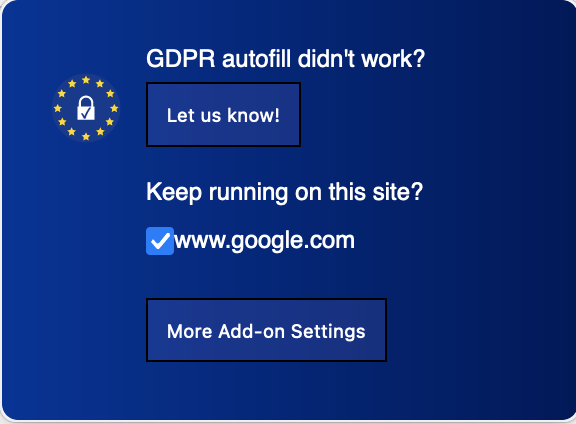 GDPR autofill didn't work?
Let us know!
Keep running on this site?
www.google.com
More Add-on Settings